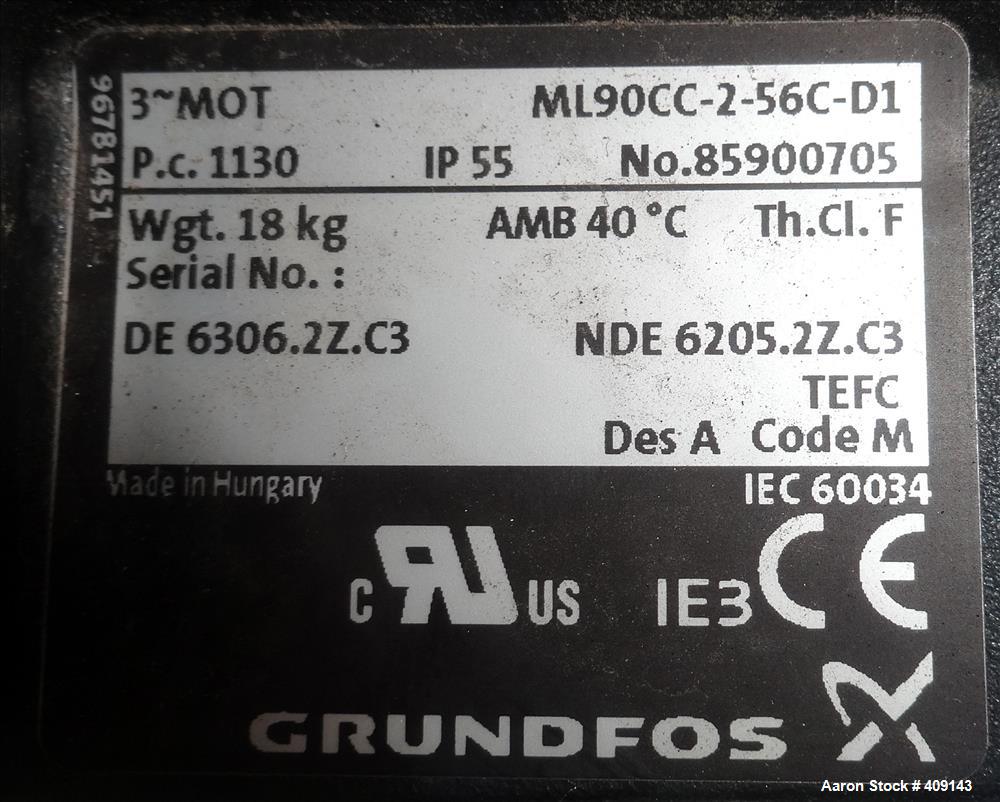 96781451
3~MOT ML90CC-2-56C-D1
P.c. 1130 IP 55 No.85900705
Wgt. 18 kg AMB 40 °C Th.Cl. F
Serial No. :
DE 6306.2Z.C3 NDE 6205.2Z.C3
TEFC
Des A Code M
Made in Hungary IEC 60034
C RU US IE3 CE
GRUNDFOS
Aaron Stock # 409143